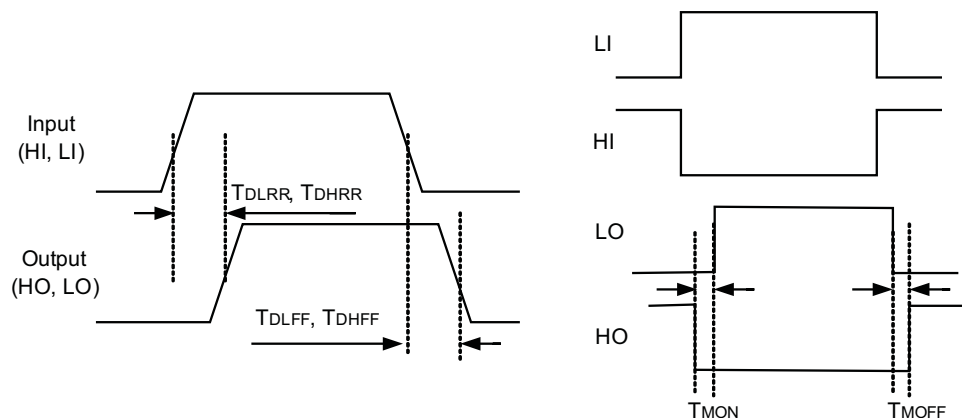 Input
(HI, LI)
TDLRR, TDHRR
Output
(HO, LO)
TDLFF, TDHFF
LI
HI
LO
HO
TMON
TMOFF